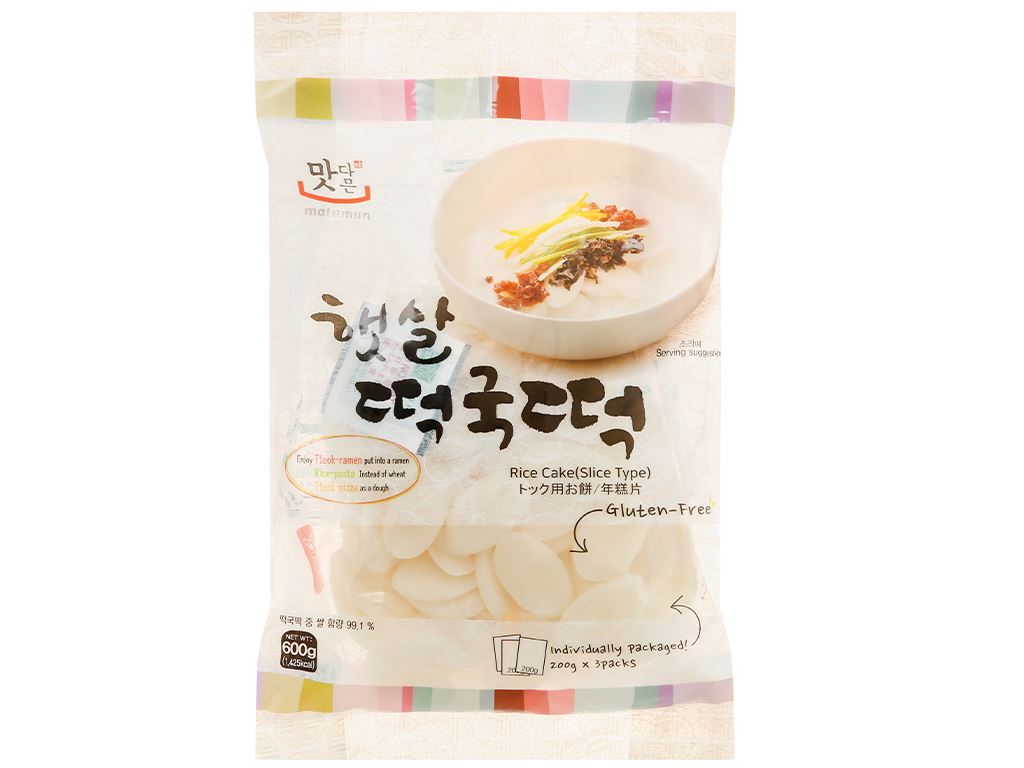 맛
다믄
matamun
조리예
Serving suggestion
햇살
떡국떡
Enjoy Tteok-ramen put into a ramen
Rice-pasta Instead of wheat
Tteok-pizza as a dough
Rice Cake(Slice Type)
トック用お餅/年糕片
Gluten-Free
떡국떡 중 쌀 함량 99.1 %
NET WT:
600g
(1,425kcal)
200g
Individually packaged!
200g x 3packs